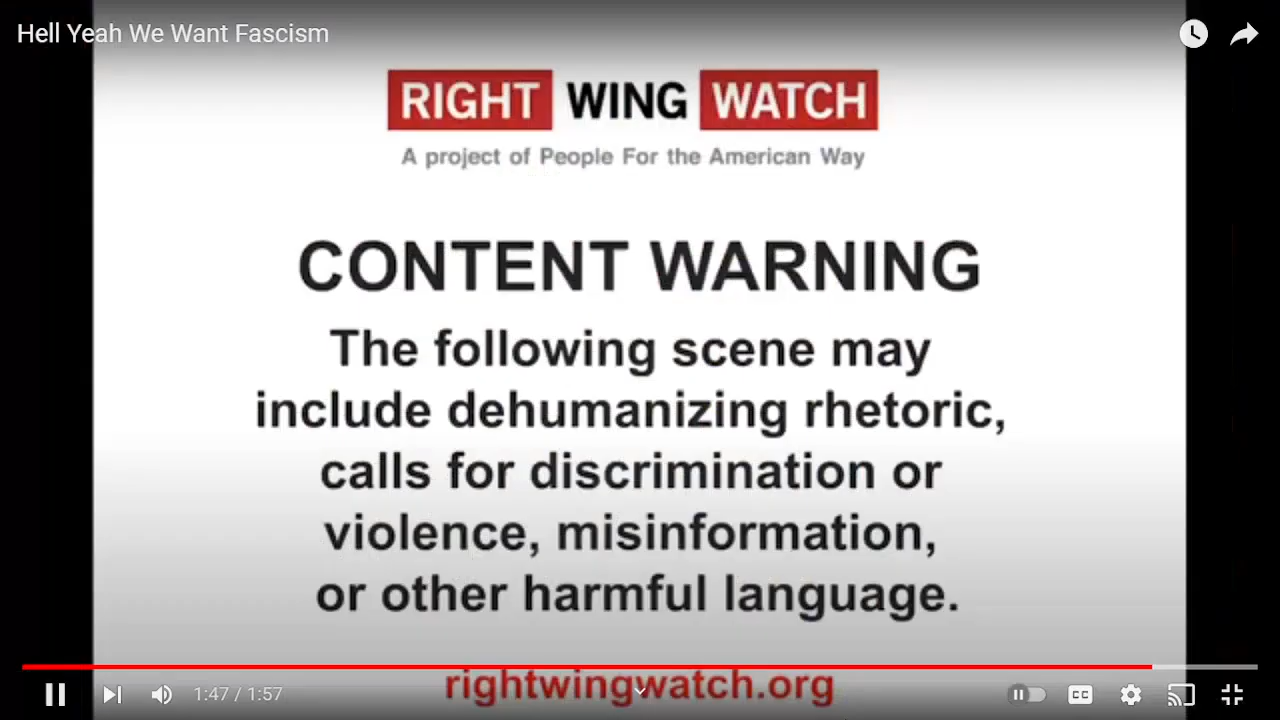 Hell Yeah We Want Fascism
RIGHT WING WATCH
A project of People For the American Way
CONTENT WARNING
The following scene may
include dehumanizing rhetoric,
calls for discrimination or
violence, misinformation,
or other harmful language.
rightwingwatch.org
1:47 / 1:57
CC